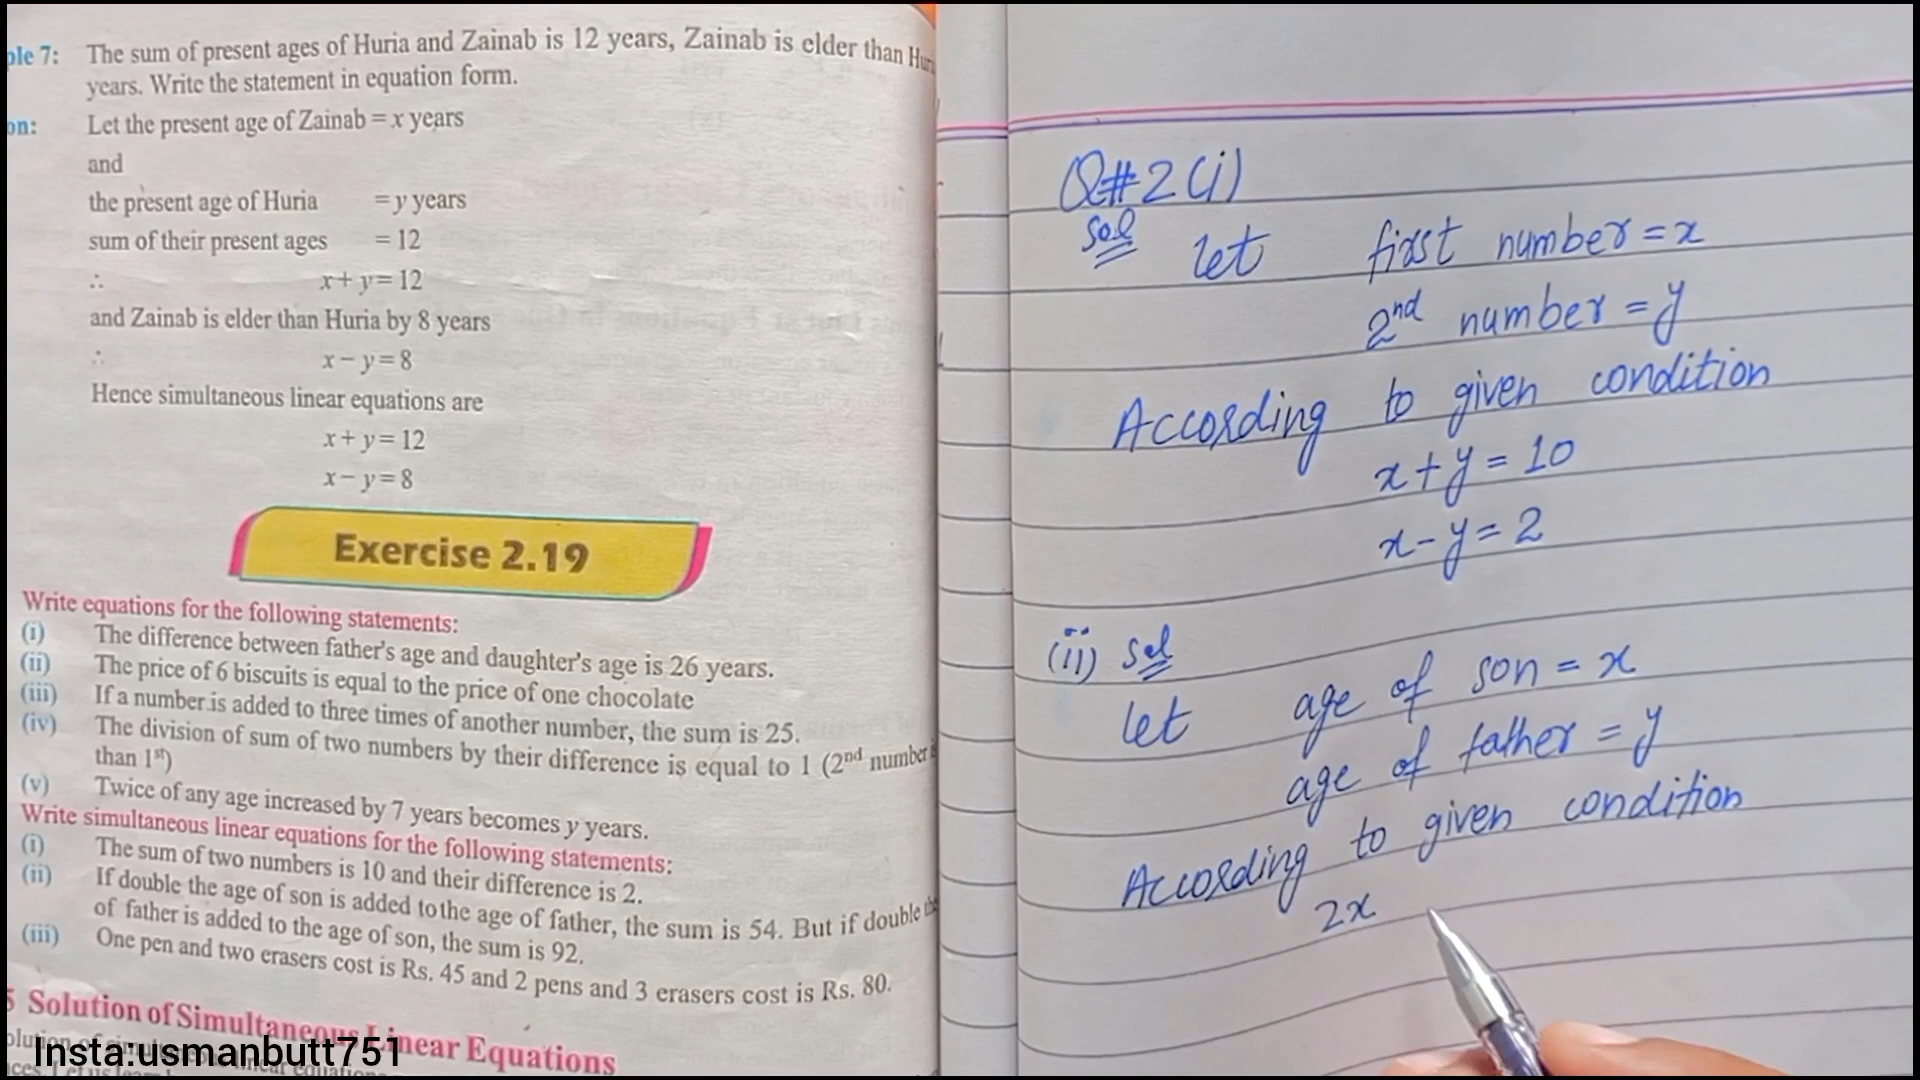 ple 7: The sum of present ages of Huria and Zainab is 12 years, Zainab is elder than
years. Write the statement in equation form.
on: Let the present age of Zainab = x years
and
the present age of Huria = y years
sum of their present ages = 12
∴ x + y = 12
and Zainab is elder than Huria by 8 years
∴ x − y = 8
Hence simultaneous linear equations are
x + y = 12
x − y = 8
Exercise 2.19
Write equations for the following statements:
(i) The difference between father's age and daughter's age is 26 years.
(ii) The price of 6 biscuits is equal to the price of one chocolate
(iii) If a number is added to three times of another number, the sum is 25.
(iv) The division of sum of two numbers by their difference is equal to 1 (2nd number
than 1st)
(v) Twice of any age increased by 7 years becomes y years.
Write simultaneous linear equations for the following statements:
(i) The sum of two numbers is 10 and their difference is 2.
(ii) If double the age of son is added to the age of father, the sum is 54. But if double the
of father is added to the age of son, the sum is 92.
(iii) One pen and two erasers cost is Rs. 45 and 2 pens and 3 erasers cost is Rs. 80.
5 Solution of Simultaneous Linear Equations
Insta:usmanbutt751
Q#2(i)
Sol
let first number = x
2nd number = y
According to given condition
x + y = 10
x - y = 2
(ii) Sol
let age of son = x
age of father = y
According to given condition
2x